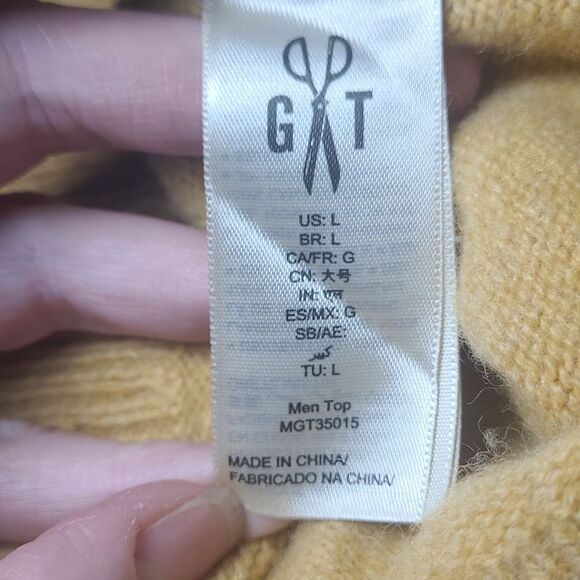 G T
US: L
BR: L
CA/FR: G
CN: 大号
IN: एल
ES/MX: G
SB/AE:
كبير
TU: L
Men Top
MGT35015
MADE IN CHINA/
FABRICADO NA CHINA/